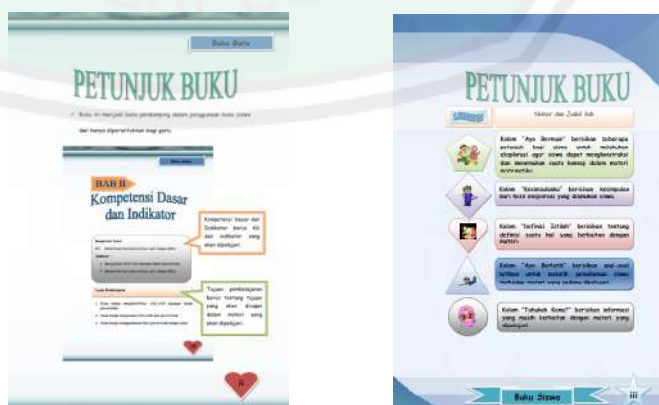 Buku Guru
PETUNJUK BUKU
✓ Buku ini menjadi buku pendamping dalam penggunaan buku siswa
dan hanya diperuntukkan bagi guru.
BAB II
Kompetensi Dasar
dan Indikator
Kompetensi Dasar dan
Indikator berisi KD
dan indikator yang
akan dipelajari.
Tujuan pembelajaran
berisi tentang tujuan
yang akan dicapai
dalam materi yang
akan dipelajari.
ii
PETUNJUK BUKU
Nomor dan Judul Bab
Kolom "Ayo Bermain" berisikan beberapa
petunjuk bagi siswa untuk melakukan
eksplorasi agar siswa dapat mengkonstruksi
dan menemukan suatu konsep dalam materi
matematika.
Kolom "Kesimpulanku" berisikan kesimpulan
dari hasil eksplorasi yang dilakukan siswa.
Kolom "Definisi Istilah" berisikan tentang
definisi suatu hal yang berkaitan dengan
materi.
Kolom "Ayo Berlatih" berisikan soal-soal
latihan untuk melatih pemahaman siswa
terhadap materi yang sedang dipelajari.
Kolom "Tahukah Kamu?" berisikan informasi
yang masih berkaitan dengan materi yang
dipelajari.
Buku Siswa
iii